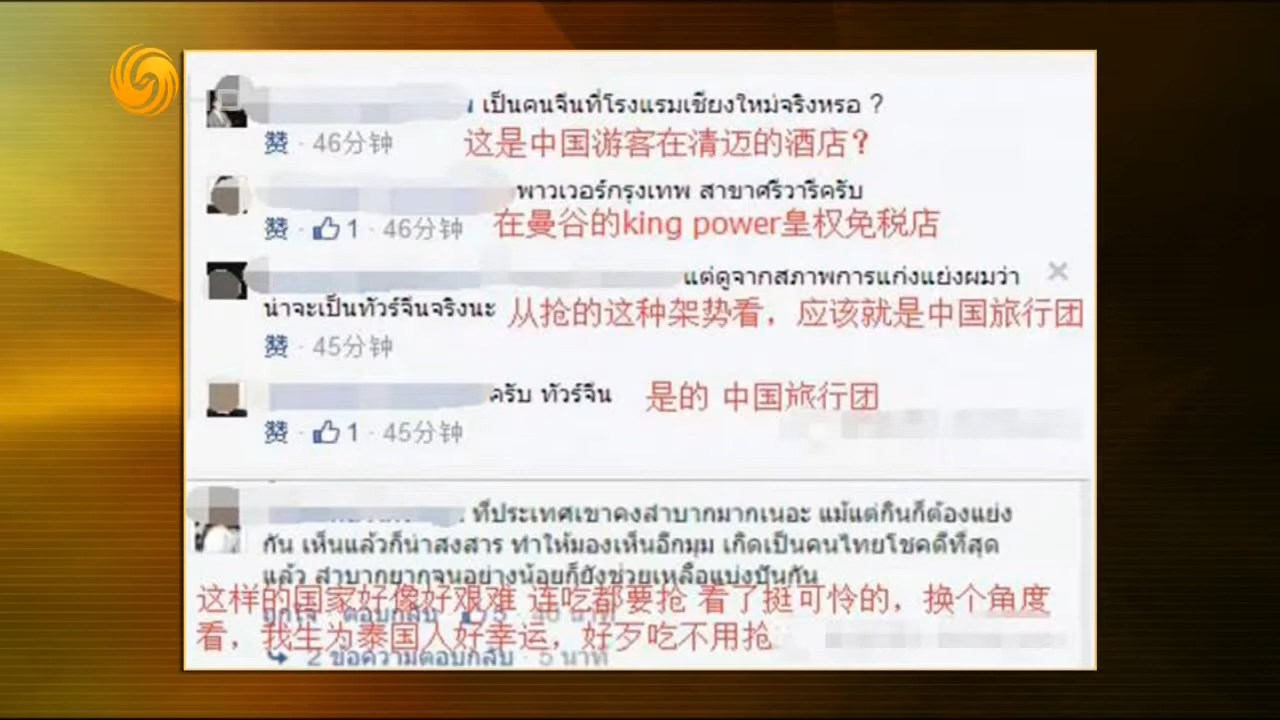 เป็นคนจีนที่โรงแรมเชียงใหม่จริงหรอ ?
赞 · 46分钟 这是中国游客在清迈的酒店？
พาวเวอร์กรุงเทพ สาขาศรีวารีครับ
赞 · 1 · 46分钟 在曼谷的king power皇权免税店
แต่ดูจากสภาพการแก่งแย่งผมว่า
น่าจะเป็นทัวร์จีนจริงนะ 从抢的这种架势看，应该就是中国旅行团
赞 · 45分钟
ครับ ทัวร์จีน 是的 中国旅行团
赞 · 1 · 45分钟
ที่ประเทศเขาคงลำบากมากเนอะ แม้แต่กินก็ต้องแย่ง
กัน เห็นแล้วก็น่าสงสาร ทำให้มองเห็นอีกมุม เกิดเป็นคนไทยโชคดีที่สุด
แล้ว ลำบากยากจนอย่างน้อยก็ยังช่วยเหลือแบ่งปันกัน
这样的国家好像好艰难 连吃都要抢 看了挺可怜的，换个角度
ถูกใจ · ตอบกลับ · 5 · 46 นาที
看，我生为泰国人好幸运，好歹吃不用抢
2 ข้อความตอบกลับ · 5 นาที